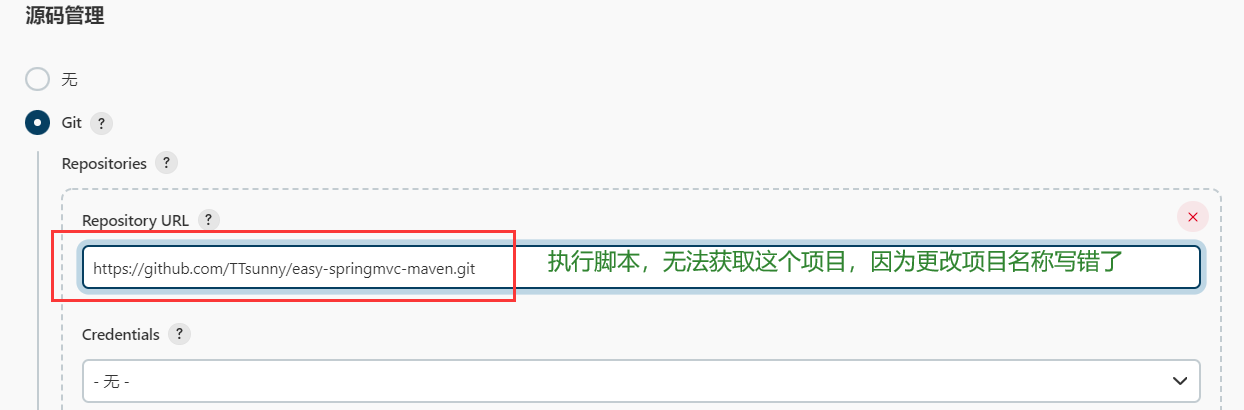 源码管理
无
Git ?
Repositories ?
Repository URL ?
https://github.com/TTsunny/easy-springmvc-maven.git 执行脚本，无法获取这个项目，因为更改项目名称写错了
Credentials ?
- 无 -